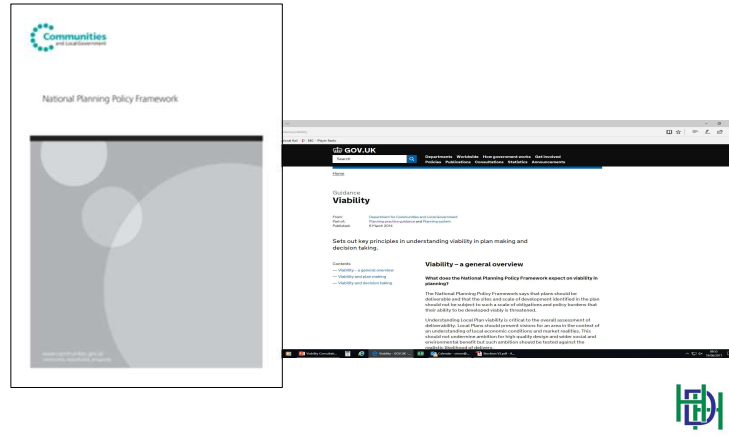 Communities
and Local Government
National Planning Policy Framework
GOV.UK
Search
Departments Worldwide How government works Get involved
Policies Publications Consultations Statistics Announcements
Home
Guidance
Viability
From: Department for Communities and Local Government
Part of: Planning practice guidance and Planning system
Published: 6 March 2014
Sets out key principles in understanding viability in plan making and
decision taking.
Contents
— Viability – a general overview
— Viability and plan making
— Viability and decision taking
Viability – a general overview
What does the National Planning Policy Framework expect on viability in
planning?
The National Planning Policy Framework says that plans should be
deliverable and that the sites and scale of development identified in the plan
should not be subject to such a scale of obligations and policy burdens that
their ability to be developed viably is threatened.
Understanding Local Plan viability is critical to the overall assessment of
deliverability. Local Plans should present visions for an area in the context of
an understanding of local economic conditions and market realities. This
should not undermine ambition for high quality design and wider social and
environmental benefit but such ambition should be tested against the
realistic likelihood of delivery.
HDH